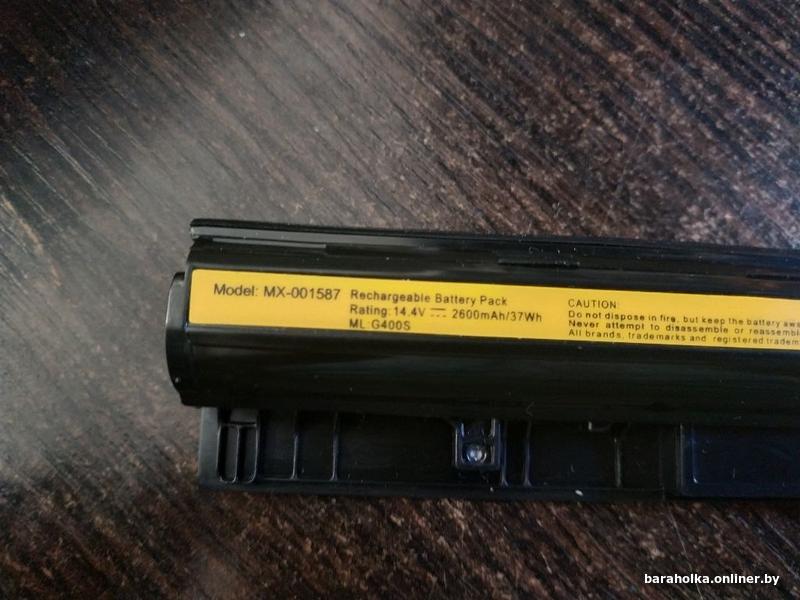 Model: MX-001587
Rechargeable Battery Pack
Rating: 14.4V ⎓ 2600mAh/37Wh
ML:G400S
CAUTION:
Do not dispose in fire, but keep the battery
Never attempt to disassemble or
All brands, trademarks and registered
baraholka.onliner.by